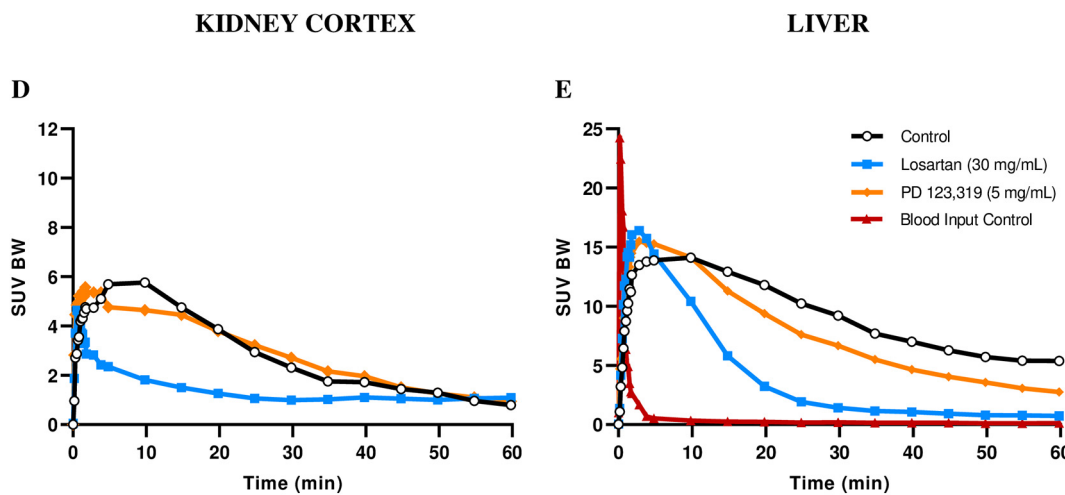 KIDNEY CORTEX
LIVER
D
SUV BW
12
10
8
6
4
2
0
0 10 20 30 40 50 60
Time (min)
E
SUV BW
25
20
15
10
5
0
0 10 20 30 40 50 60
Time (min)
Control
Losartan (30 mg/mL)
PD 123,319 (5 mg/mL)
Blood Input Control